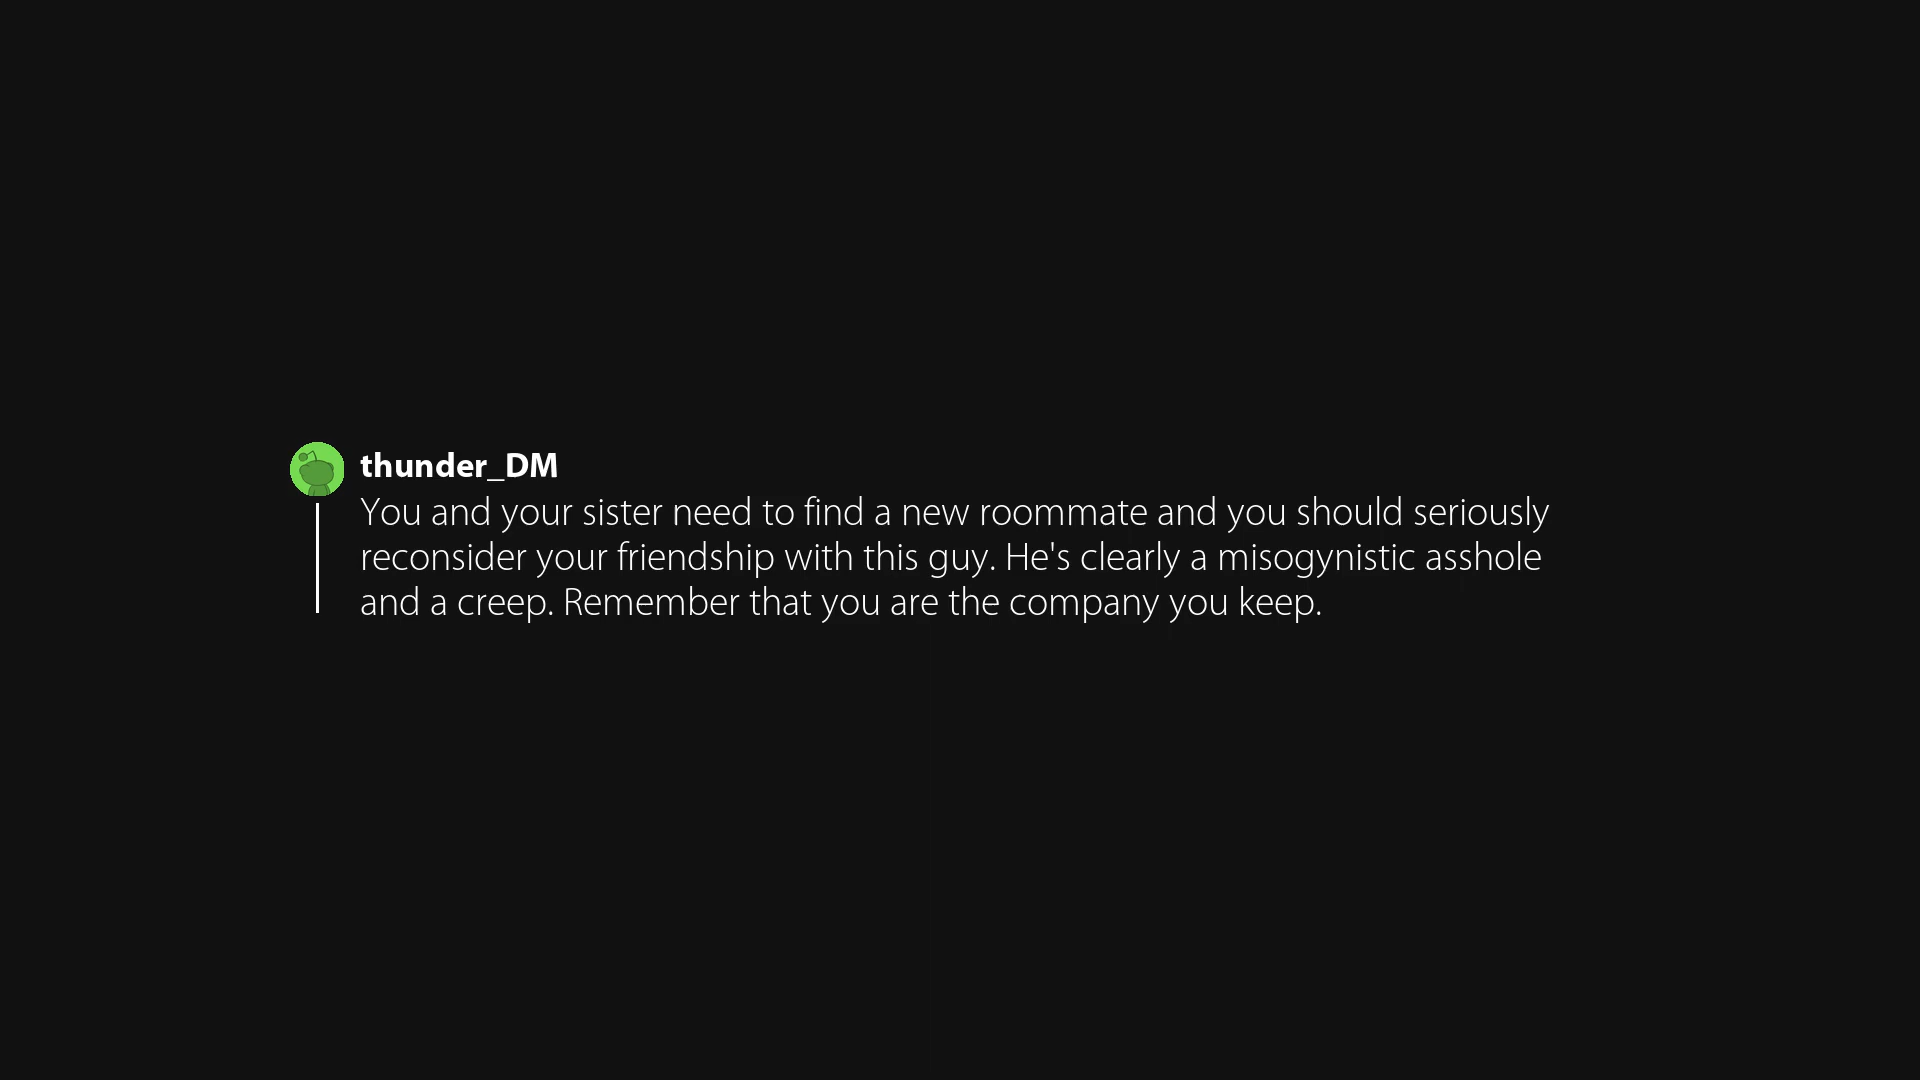 thunder_DM
You and your sister need to find a new roommate and you should seriously
reconsider your friendship with this guy. He's clearly a misogynistic asshole
and a creep. Remember that you are the company you keep.